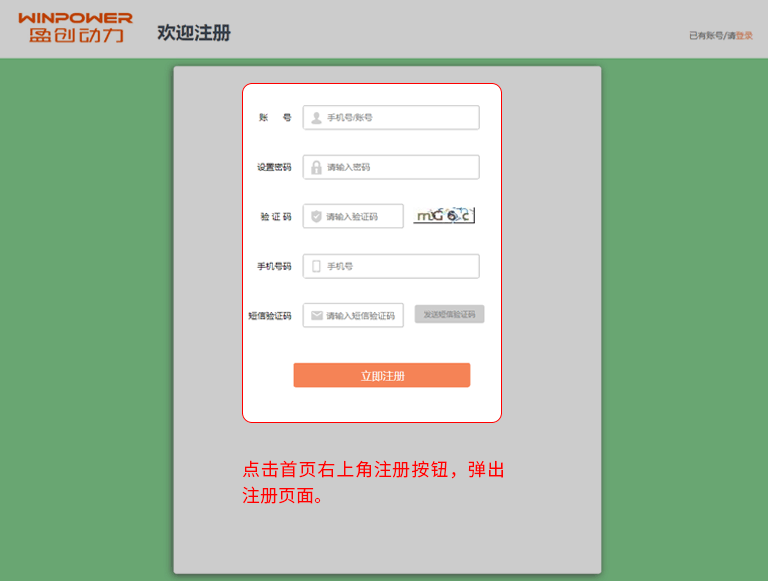 WINPOWER
盈创动力
欢迎注册
已有账号/请登录
账 号
手机号/账号
设置密码
请输入密码
验 证 码
请输入验证码
mG6c
手机号码
手机号
短信验证码
请输入短信验证码
发送短信验证码
立即注册
点击首页右上角注册按钮，弹出
注册页面。